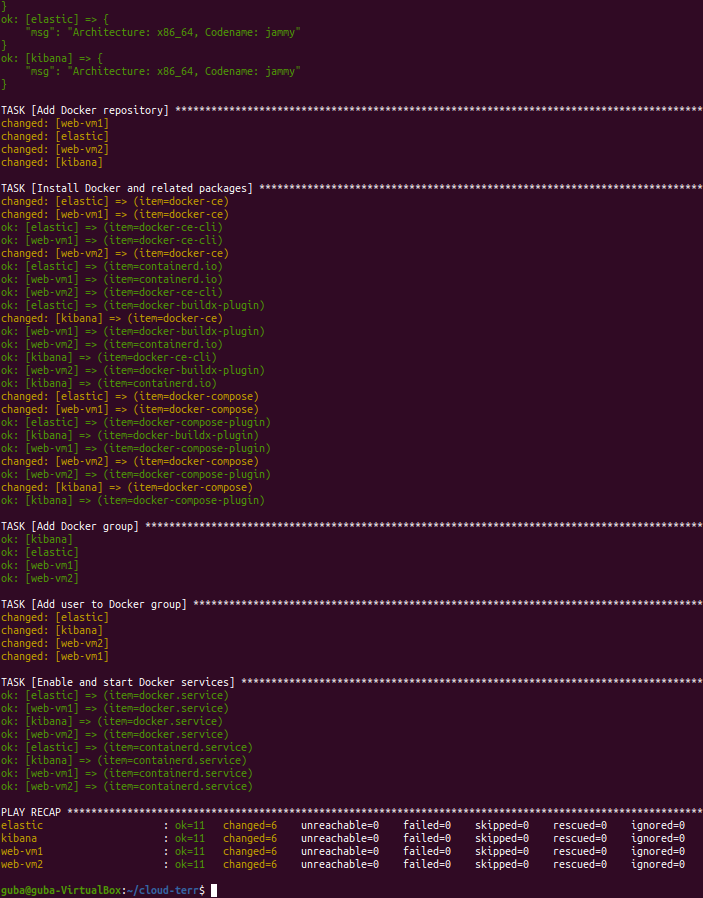 }
ok: [elastic] => {
    "msg": "Architecture: x86_64, Codename: jammy"
}
ok: [kibana] => {
    "msg": "Architecture: x86_64, Codename: jammy"
}

TASK [Add Docker repository] ****************************************************************************************
changed: [web-vm1]
changed: [elastic]
changed: [web-vm2]
changed: [kibana]

TASK [Install Docker and related packages] **************************************************************************
changed: [elastic] => (item=docker-ce)
changed: [web-vm1] => (item=docker-ce)
ok: [elastic] => (item=docker-ce-cli)
ok: [web-vm1] => (item=docker-ce-cli)
changed: [web-vm2] => (item=docker-ce)
ok: [elastic] => (item=containerd.io)
ok: [web-vm1] => (item=containerd.io)
ok: [web-vm2] => (item=docker-ce-cli)
ok: [elastic] => (item=docker-buildx-plugin)
changed: [kibana] => (item=docker-ce)
ok: [web-vm1] => (item=docker-buildx-plugin)
ok: [web-vm2] => (item=containerd.io)
ok: [kibana] => (item=docker-ce-cli)
ok: [web-vm2] => (item=docker-buildx-plugin)
ok: [kibana] => (item=containerd.io)
changed: [elastic] => (item=docker-compose)
changed: [web-vm1] => (item=docker-compose)
ok: [elastic] => (item=docker-compose-plugin)
ok: [kibana] => (item=docker-buildx-plugin)
ok: [web-vm1] => (item=docker-compose-plugin)
changed: [web-vm2] => (item=docker-compose)
ok: [web-vm2] => (item=docker-compose-plugin)
changed: [kibana] => (item=docker-compose)
ok: [kibana] => (item=docker-compose-plugin)

TASK [Add Docker group] *********************************************************************************************
ok: [kibana]
ok: [elastic]
ok: [web-vm1]
ok: [web-vm2]

TASK [Add user to Docker group] *************************************************************************************
changed: [elastic]
changed: [kibana]
changed: [web-vm2]
changed: [web-vm1]

TASK [Enable and start Docker services] *****************************************************************************
ok: [elastic] => (item=docker.service)
ok: [web-vm1] => (item=docker.service)
ok: [kibana] => (item=docker.service)
ok: [web-vm2] => (item=docker.service)
ok: [elastic] => (item=containerd.service)
ok: [kibana] => (item=containerd.service)
ok: [web-vm1] => (item=containerd.service)
ok: [web-vm2] => (item=containerd.service)

PLAY RECAP **********************************************************************************************************
elastic                    : ok=11   changed=6    unreachable=0    failed=0    skipped=0    rescued=0    ignored=0
kibana                     : ok=11   changed=6    unreachable=0    failed=0    skipped=0    rescued=0    ignored=0
web-vm1                    : ok=11   changed=6    unreachable=0    failed=0    skipped=0    rescued=0    ignored=0
web-vm2                    : ok=11   changed=6    unreachable=0    failed=0    skipped=0    rescued=0    ignored=0

guba@guba-VirtualBox:~/cloud-terr$